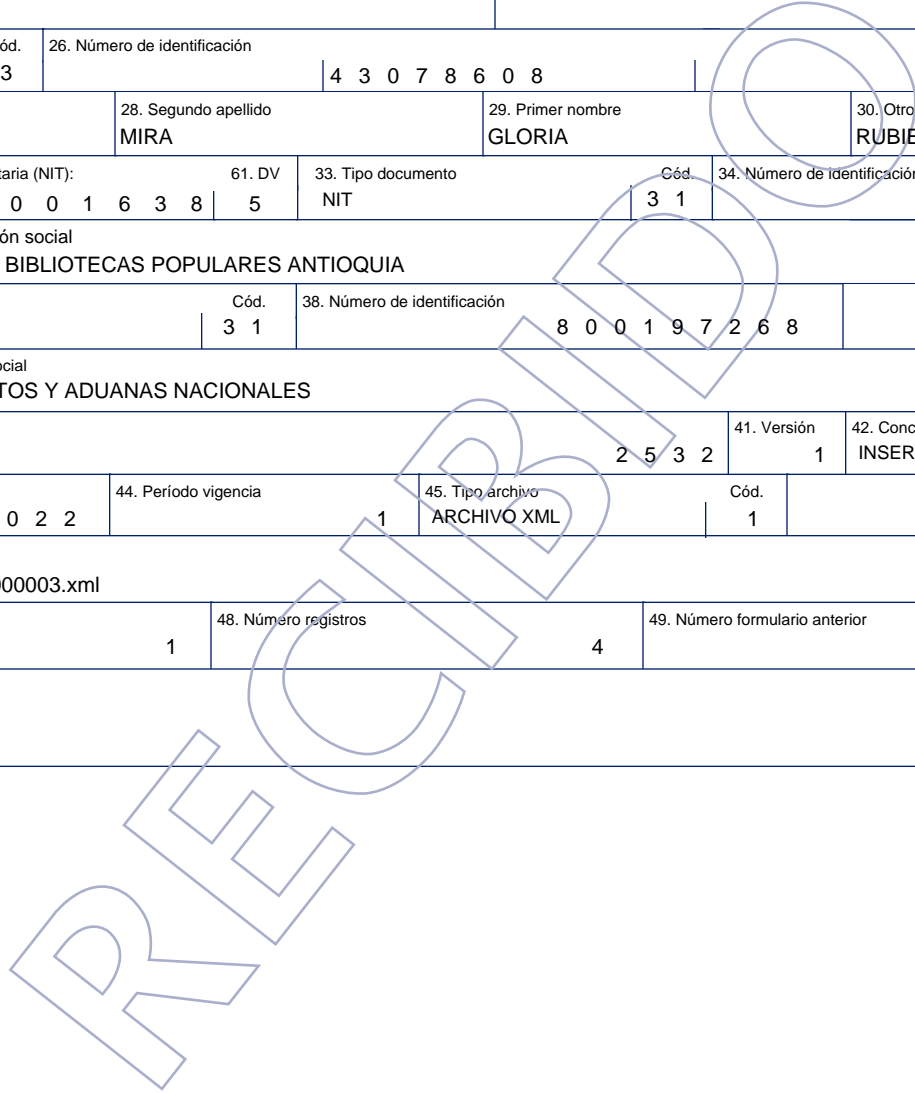 ód. 26. Número de identificación
3 4 3 0 7 8 6 0 8
28. Segundo apellido 29. Primer nombre 30. Otro
MIRA GLORIA RUBIE
taria (NIT): 61. DV 33. Tipo documento Cód. 34. Número de identificación
0 0 1 6 3 8 5 NIT 3 1
ón social
BIBLIOTECAS POPULARES ANTIOQUIA
Cód. 38. Número de identificación
3 1 8 0 0 1 9 7 2 6 8
ocial
TOS Y ADUANAS NACIONALES
41. Versión 42. Conc
2 5 3 2 1 INSER
44. Período vigencia 45. Tipo archivo Cód.
0 2 2 1 ARCHIVO XML 1
000003.xml
48. Número registros 49. Número formulario anterior
1 4
RECIBIDO